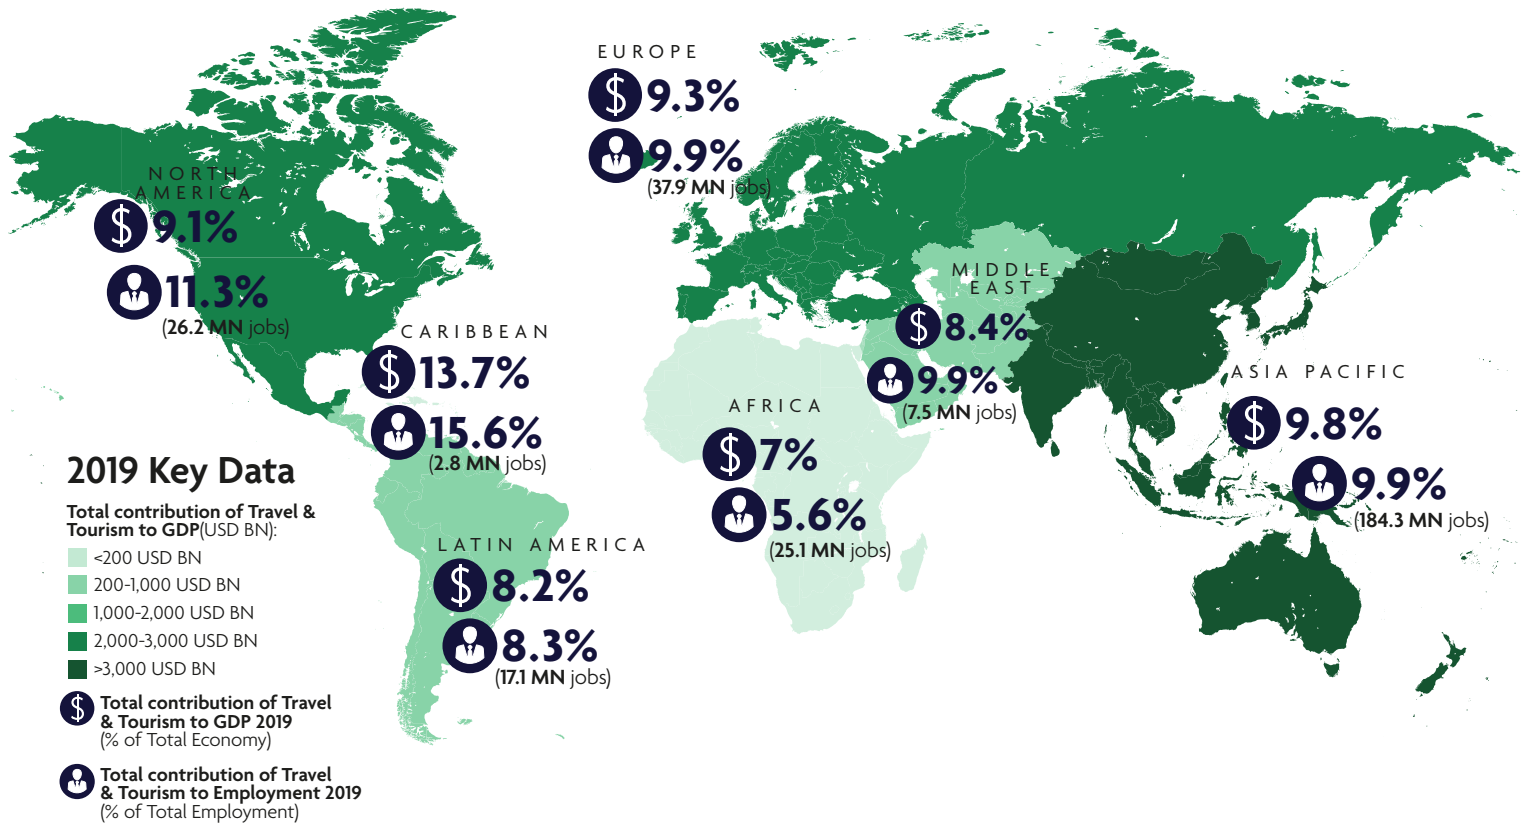 EUROPE
$ 9.3%
9.9%
(37.9 MN jobs)
NORTH
AMERICA
$ 9.1%
11.3%
(26.2 MN jobs)
CARIBBEAN
$ 13.7%
15.6%
(2.8 MN jobs)
MIDDLE
EAST
$ 8.4%
9.9%
(7.5 MN jobs)
ASIA PACIFIC
$ 9.8%
9.9%
(184.3 MN jobs)
AFRICA
$ 7%
5.6%
(25.1 MN jobs)
LATIN AMERICA
$ 8.2%
8.3%
(17.1 MN jobs)
2019 Key Data
Total contribution of Travel &
Tourism to GDP(USD BN):
<200 USD BN
200-1,000 USD BN
1,000-2,000 USD BN
2,000-3,000 USD BN
>3,000 USD BN
$ Total contribution of Travel
& Tourism to GDP 2019
(% of Total Economy)
Total contribution of Travel
& Tourism to Employment 2019
(% of Total Employment)